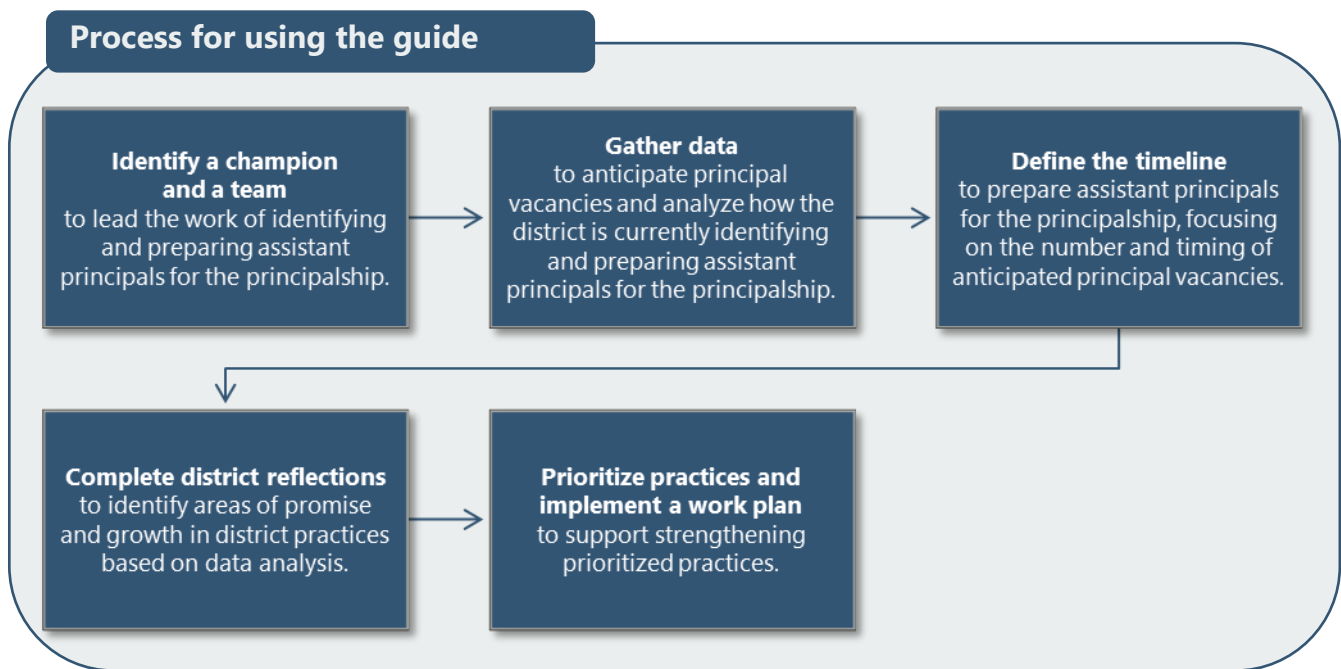 Process for using the guide
Identify a champion
and a team
to lead the work of identifying
and preparing assistant
principals for the principalship.
Gather data
to anticipate principal
vacancies and analyze how the
district is currently identifying
and preparing assistant
principals for the principalship.
Define the timeline
to prepare assistant principals
for the principalship, focusing
on the number and timing of
anticipated principal vacancies.
Complete district reflections
to identify areas of promise
and growth in district practices
based on data analysis.
Prioritize practices and
implement a work plan
to support strengthening
prioritized practices.